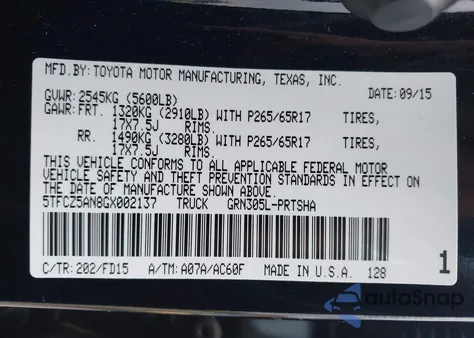 MFD.BY: TOYOTA MOTOR MANUFACTURING, TEXAS, INC.
GVWR: 2545KG (5600LB) DATE: 09/15
GAWR: FRT. 1320KG (2910LB) WITH P265/65R17 TIRES,
17X7.5J RIMS.
RR. 1490KG (3280LB) WITH P265/65R17 TIRES,
17X7.5J RIMS.
THIS VEHICLE CONFORMS TO ALL APPLICABLE FEDERAL MOTOR
VEHICLE SAFETY AND THEFT PREVENTION STANDARDS IN EFFECT ON
THE DATE OF MANUFACTURE SHOWN ABOVE.
5TFCZ5AN8GX002137 TRUCK GRN305L-PRTSHA
C/TR: 202/FD15 A/TM: A07A/AC60F MADE IN U.S.A. 128 1
autoSnap